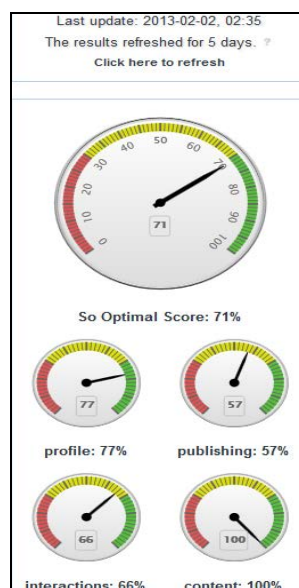 Last update: 2013-02-02, 02:35
The results refreshed for 5 days. ?
Click here to refresh
0 10 20 30 40 50 60 70 80 90 100
71
So Optimal Score: 71%
77 57
profile: 77% publishing: 57%
66 100
interactions: 66% content: 100%